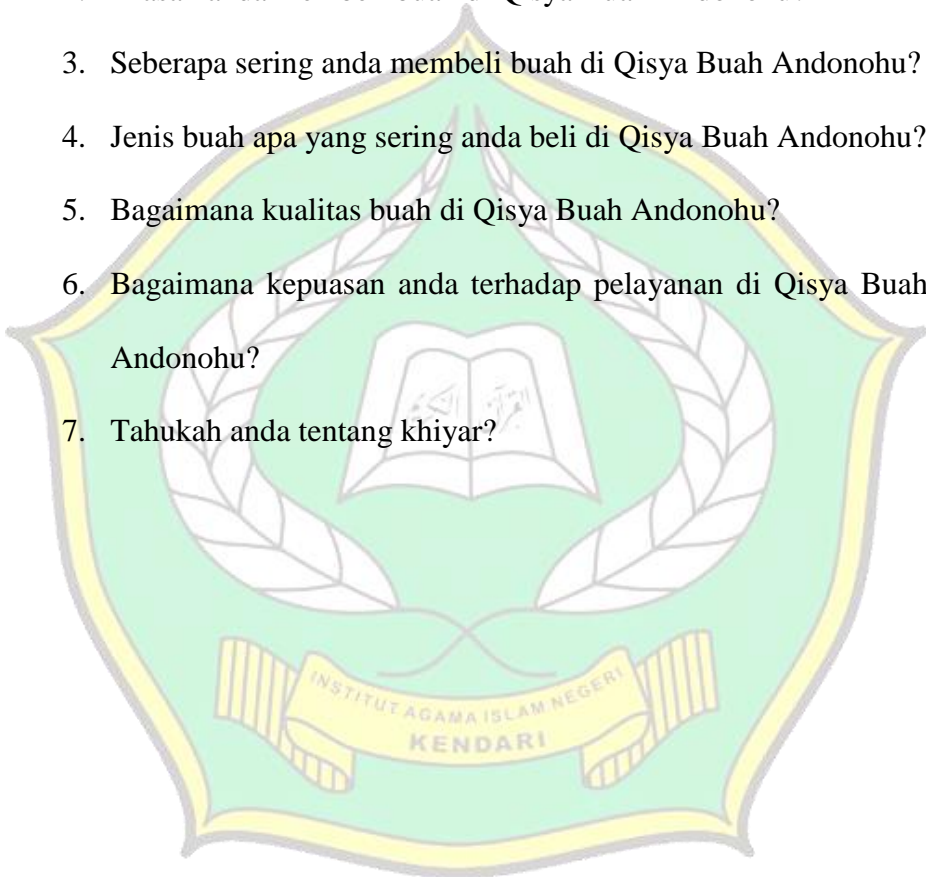 3. Seberapa sering anda membeli buah di Qisya Buah Andonohu?
4. Jenis buah apa yang sering anda beli di Qisya Buah Andonohu?
5. Bagaimana kualitas buah di Qisya Buah Andonohu?
6. Bagaimana kepuasan anda terhadap pelayanan di Qisya Buah
Andonohu?
القرآن الكريم
7. Tahukah anda tentang khiyar?
INSTITUT AGAMA ISLAM NEGERI
KENDARI